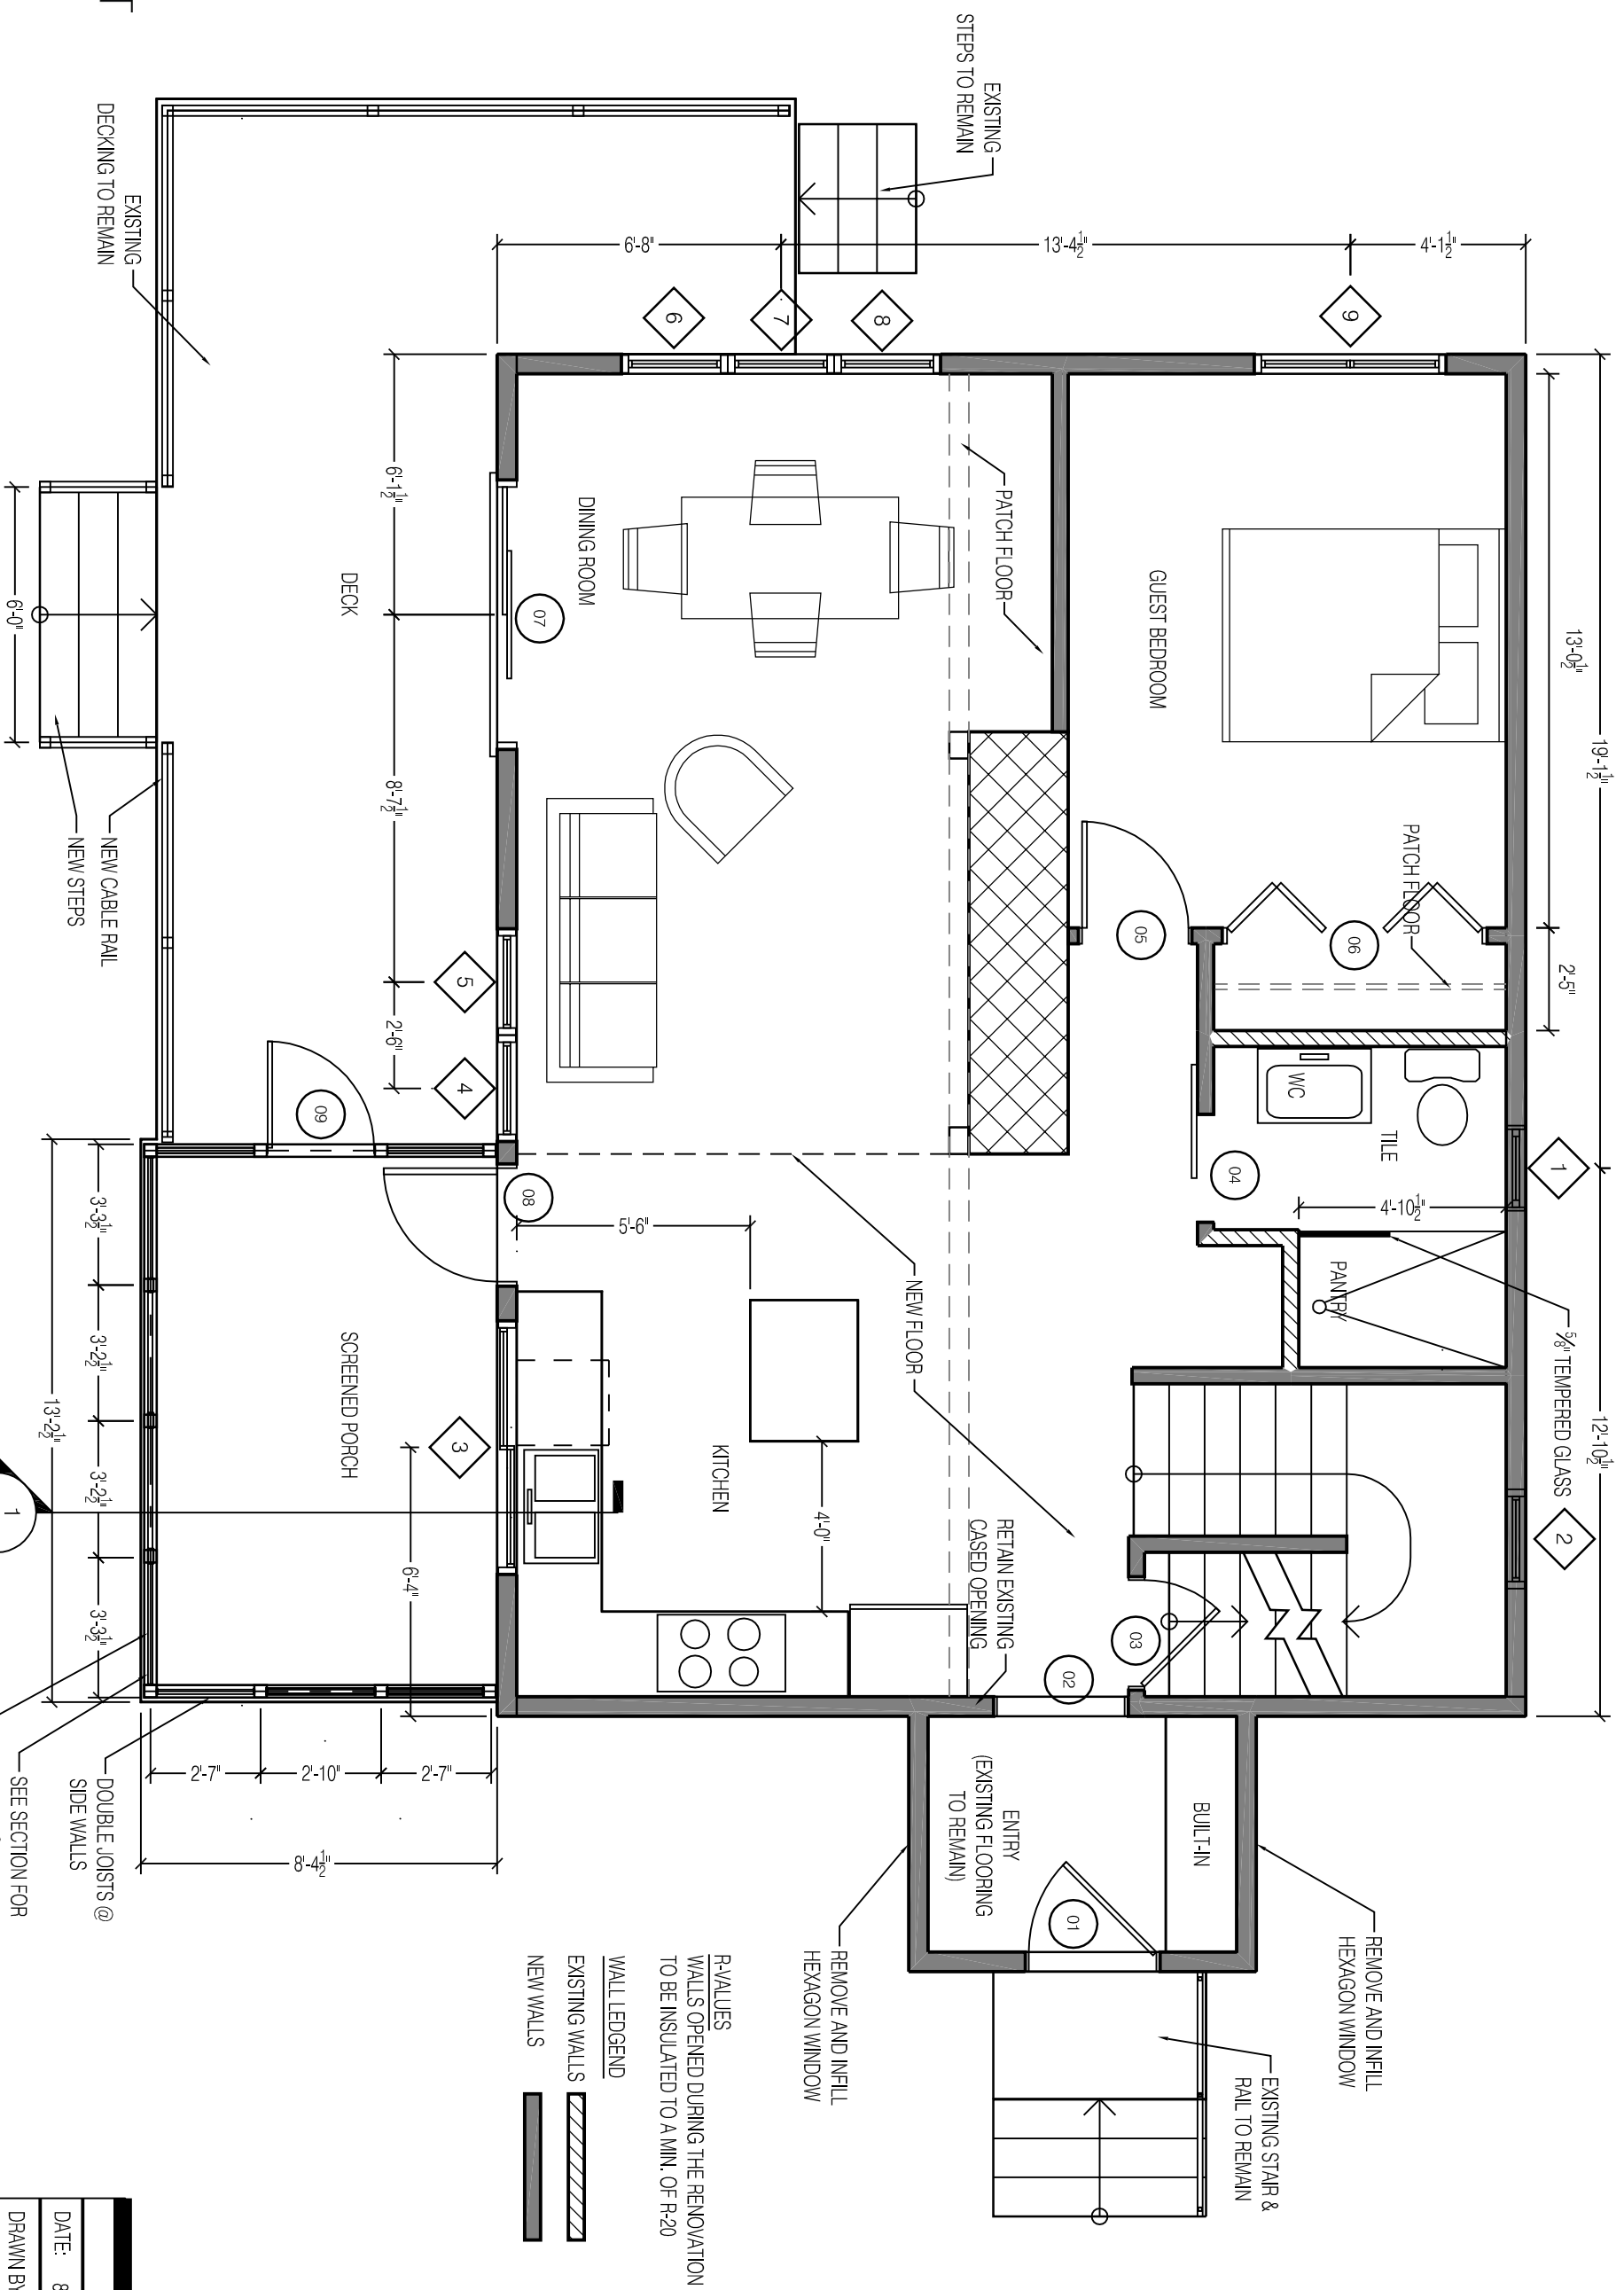 19'-1½"
12'-10½"
13'-0½"
2'-5"
4'-1½"
13'-4½"
6'-8"
9
8
7
6
1
2
⅝" TEMPERED GLASS
EXISTING
STEPS TO REMAIN
GUEST BEDROOM
PATCH FLOOR
06
05
WC
TILE
04
4'-10½"
PANTRY
PATCH FLOOR
NEW FLOOR
RETAIN EXISTING
CASED OPENING
03
02
BUILT-IN
ENTRY
(EXISTING FLOORING
TO REMAIN)
01
REMOVE AND INFILL
HEXAGON WINDOW
EXISTING STAIR &
RAIL TO REMAIN
REMOVE AND INFILL
HEXAGON WINDOW
DINING ROOM
07
KITCHEN
5'-6"
4'-0"
08
R-VALUES
WALLS OPENED DURING THE RENOVATION
TO BE INSULATED TO A MIN. OF R-20
WALL LEDGEND
EXISTING WALLS
NEW WALLS
6'-1½"
8'-7½"
2'-6"
5
4
3
6'-4"
DECK
09
SCREENED PORCH
2'-7"
2'-10"
2'-7"
8'-4½"
EXISTING
DECKING TO REMAIN
NEW CABLE RAIL
NEW STEPS
6'-0"
3'-3½"
3'-2½"
3'-2½"
3'-3½"
13'-2½"
1
DOUBLE JOISTS @
SIDE WALLS
SEE SECTION FOR
DATE: 8
DRAWN BY